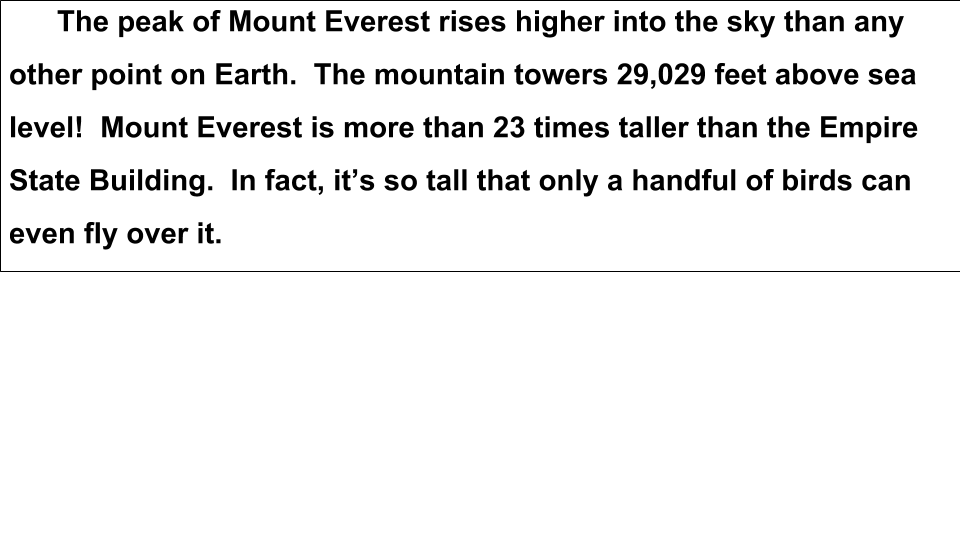 The peak of Mount Everest rises higher into the sky than any
other point on Earth.  The mountain towers 29,029 feet above sea
level!  Mount Everest is more than 23 times taller than the Empire
State Building.  In fact, it’s so tall that only a handful of birds can
even fly over it.